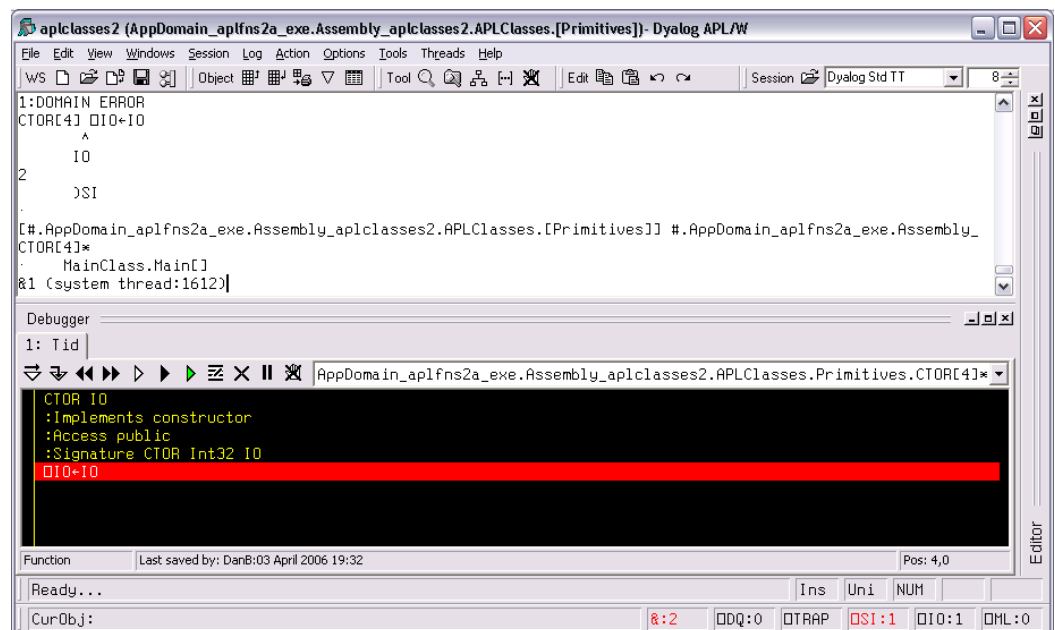 aplclasses2 (AppDomain_aplfns2a_exe.Assembly_aplclasses2.APLClasses.[Primitives])- Dyalog APL/W
File Edit View Windows Session Log Action Options Tools Threads Help
WS Object Tool Edit Session Dyalog Std TT 8
1:DOMAIN ERROR
CTOR[4] ⎕IO←IO
^
IO
2
)SI
·
[#.AppDomain_aplfns2a_exe.Assembly_aplclasses2.APLClasses.[Primitives]] #.AppDomain_aplfns2a_exe.Assembly_
CTOR[4]*
· MainClass.Main[]
&1 (system thread:1612)
Debugger
1: Tid
AppDomain_aplfns2a_exe.Assembly_aplclasses2.APLClasses.Primitives.CTOR[4]*
CTOR IO
:Implements constructor
:Access public
:Signature CTOR Int32 IO
⎕IO←IO
Editor
Function Last saved by: DanB:03 April 2006 19:32 Pos: 4,0
Ready... Ins Uni NUM
CurObj: &:2 ⎕DQ:0 ⎕TRAP ⎕SI:1 ⎕IO:1 ⎕ML:0